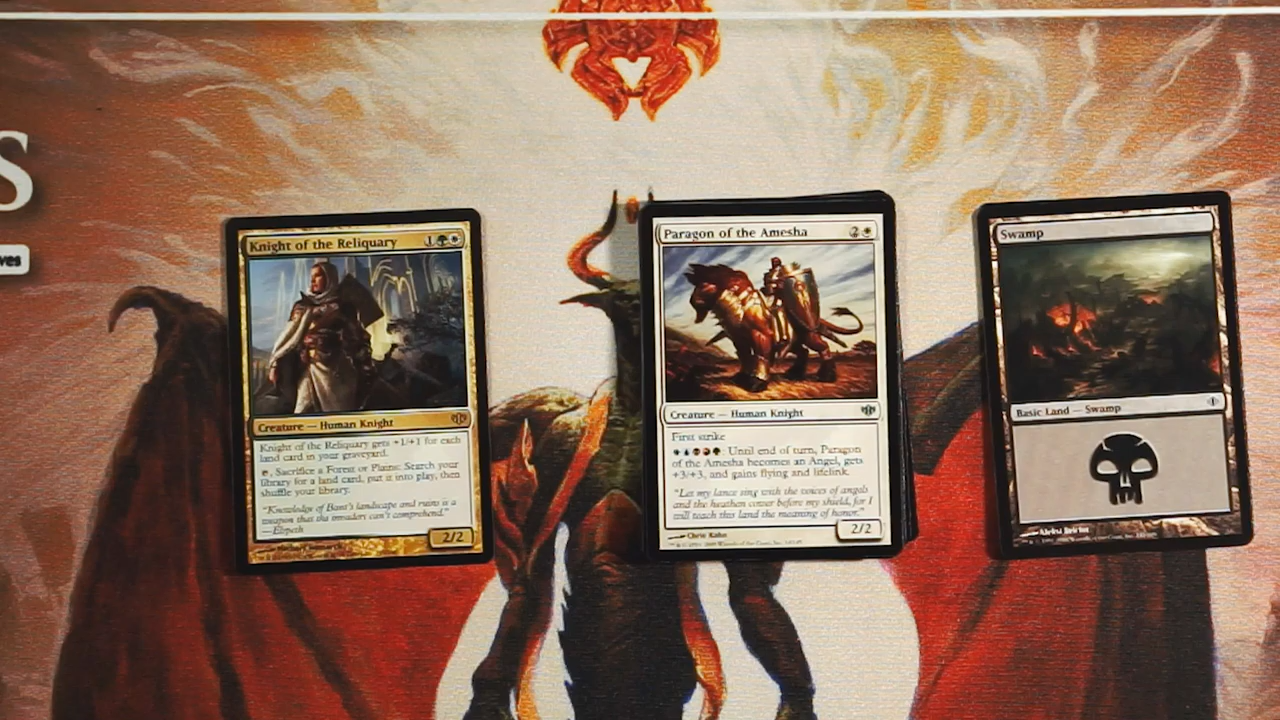 S
ves
Knight of the Reliquary 1
Creature — Human Knight
Knight of the Reliquary gets +1/+1 for each
land card in your graveyard.
, Sacrifice a Forest or Plains: Search your
library for a land card, put it into play, then
shuffle your library.
"Knowledge of Bant's landscape and ruins is a
weapon that the invaders can't comprehend."
—Elspeth
2/2
Paragon of the Amesha 2
Creature — Human Knight
First strike
: Until end of turn, Paragon
of the Amesha becomes an Angel, gets
+3/+3, and gains flying and lifelink.
"Let my lance sing with the voices of angels
and the heathen cower before my shield, for I
will teach this land the meaning of honor."
2/2
Chris Rahn
Swamp
Basic Land — Swamp